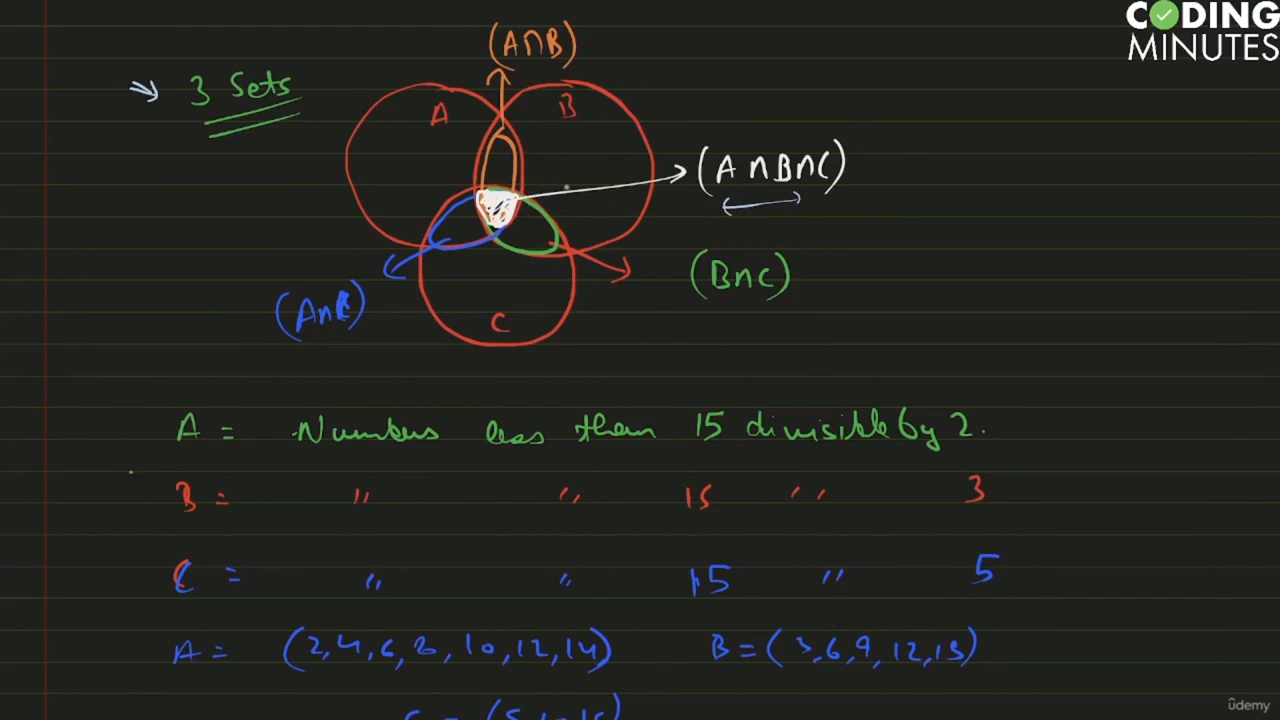 CODING
MINUTES
3 Sets
(A∩B)
A
B
(A∩B∩C)
(B∩C)
(A∩C)
C
A = Numbers less than 15 divisible by 2.
B = " " 15 " 3
C = " " 15 " 5
A = (2,4,6,8,10,12,14) B = (3,6,9,12,15)
ûdemy